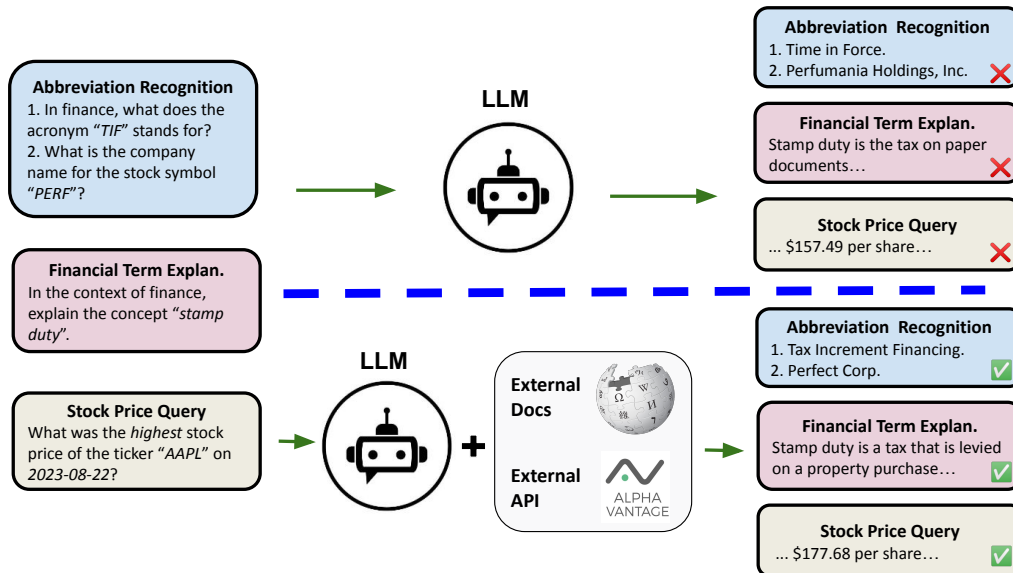 Abbreviation Recognition
1. In finance, what does the
acronym “TIF” stands for?
2. What is the company
name for the stock symbol
“PERF”?
Financial Term Explan.
In the context of finance,
explain the concept “stamp
duty”.
Stock Price Query
What was the highest stock
price of the ticker “AAPL” on
2023-08-22?
LLM
Abbreviation Recognition
1. Time in Force.
2. Perfumania Holdings, Inc.
Financial Term Explan.
Stamp duty is the tax on paper
documents…
Stock Price Query
... $157.49 per share…
LLM
+
External
Docs
Ω
W
И
External
API
ALPHA
VANTAGE
Abbreviation Recognition
1. Tax Increment Financing.
2. Perfect Corp.
Financial Term Explan.
Stamp duty is a tax that is levied
on a property purchase…
Stock Price Query
... $177.68 per share…